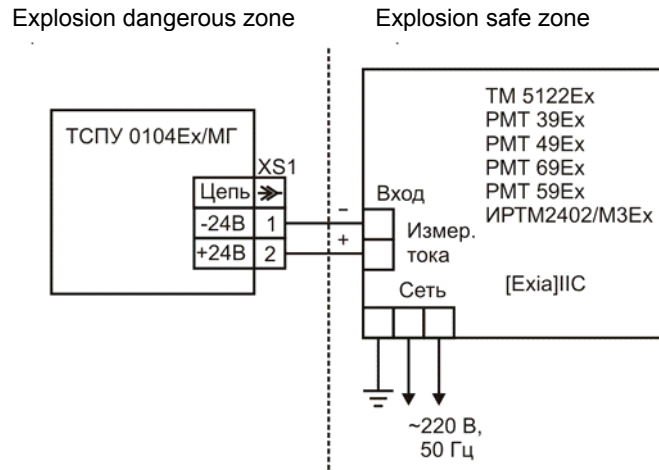 Explosion dangerous zone
Explosion safe zone
ТСПУ 0104Ex/МГ
XS1
Цепь
-24В 1
+24В 2
−
+
Вход
Измер.
тока
Сеть
ТМ 5122Ex
РМТ 39Ex
РМТ 49Ex
РМТ 69Ex
РМТ 59Ex
ИРТМ2402/М3Ex
[Exia]IIC
~220 В,
50 Гц